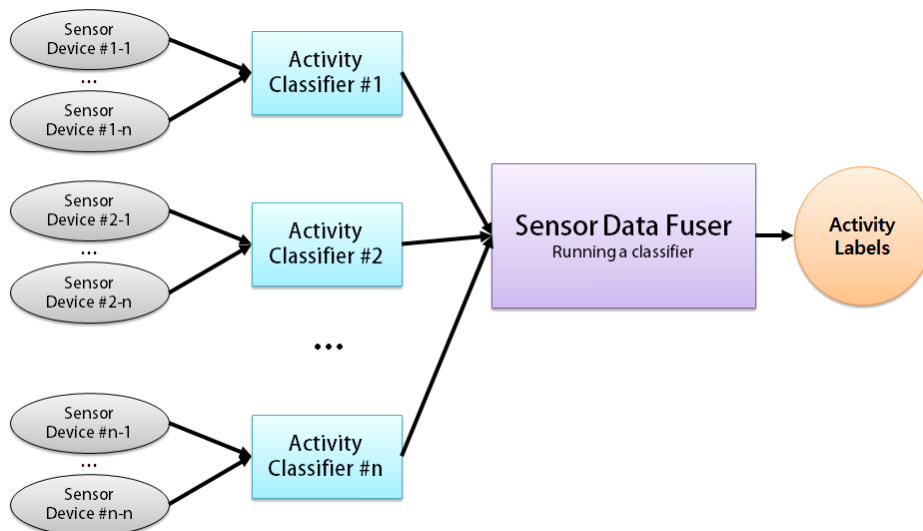 Sensor
Device #1-1
...
Sensor
Device #1-n
Activity
Classifier #1
Sensor
Device #2-1
...
Sensor
Device #2-n
Activity
Classifier #2
...
Sensor
Device #n-1
...
Sensor
Device #n-n
Activity
Classifier #n
Sensor Data Fuser
Running a classifier
Activity
Labels